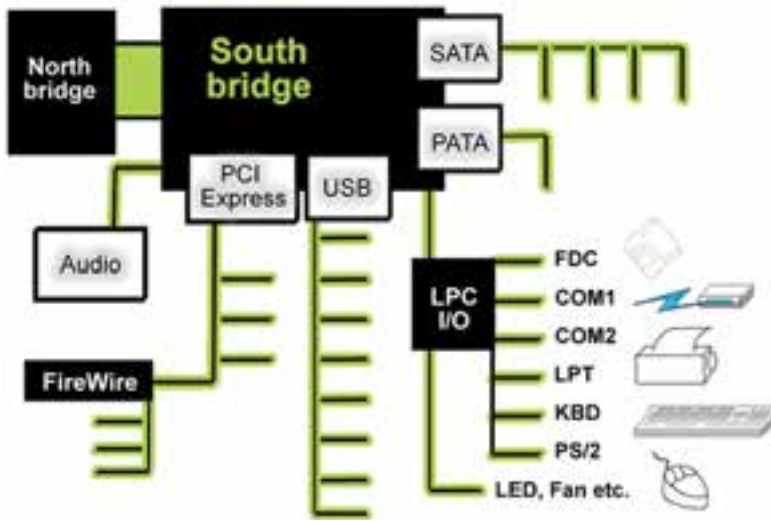 North
bridge
South
bridge
SATA
PATA
PCI
Express
USB
Audio
LPC
I/O
FDC
COM1
COM2
LPT
KBD
PS/2
LED, Fan etc.
FireWire